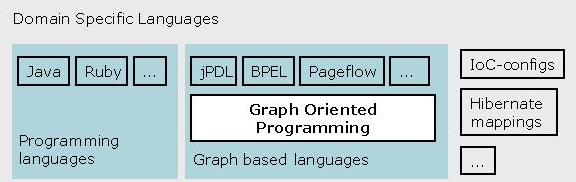 Domain Specific Languages
Java
Ruby
...
Programming
languages
jPDL
BPEL
Pageflow
...
Graph Oriented
Programming
Graph based languages
IoC-configs
Hibernate
mappings
...